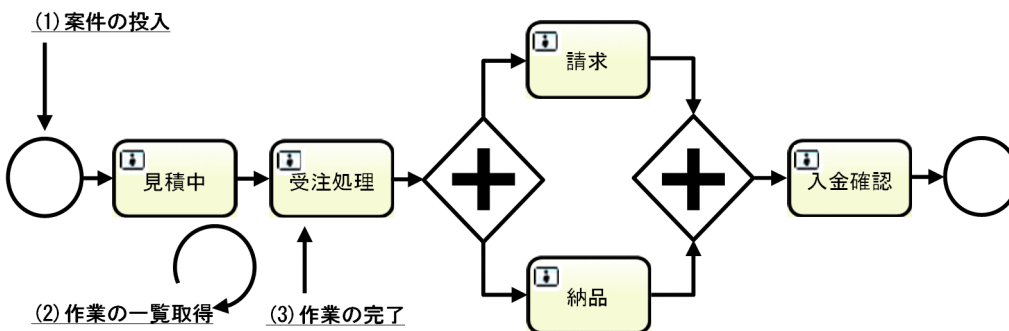 (1)案件の投入
請求
見積中
受注処理
入金確認
納品
(2)作業の一覧取得
(3)作業の完了